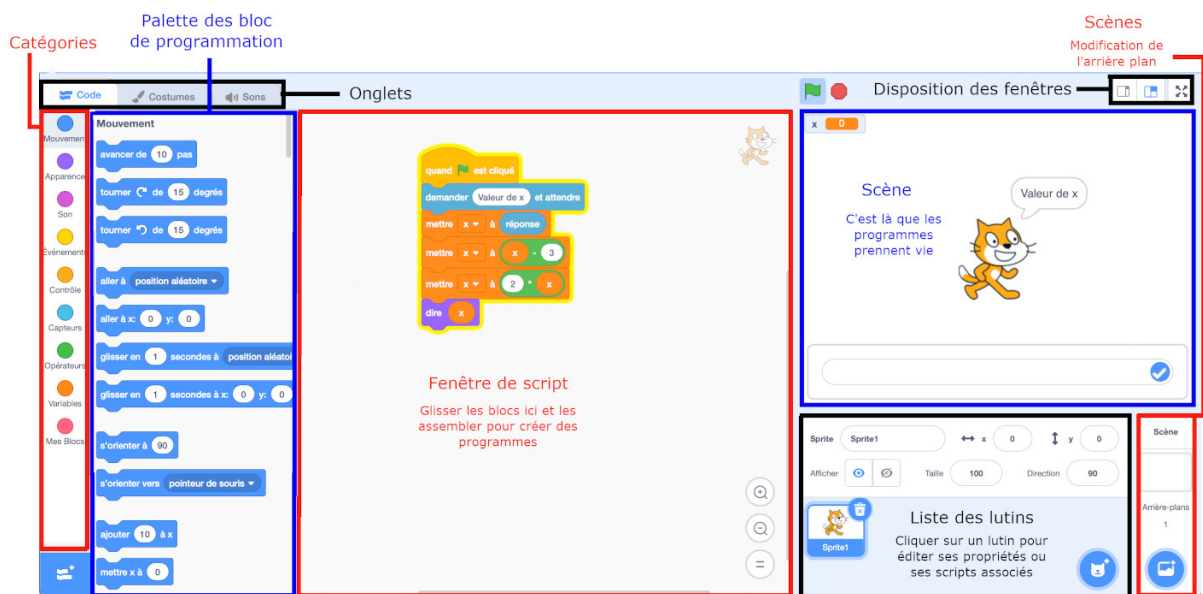 Palette des bloc
de programmation
Catégories
Scènes
Modification de
l'arrière plan
Code
Costumes
Sons
Onglets
Disposition des fenêtres
Mouvement
Apparence
Son
Événements
Contrôle
Capteurs
Opérateurs
Variables
Mes Blocs
Mouvement
avancer de 10 pas
tourner de 15 degrés
tourner de 15 degrés
aller à position aléatoire
aller à x: 0 y: 0
glisser en 1 secondes à position aléatoi
glisser en 1 secondes à x: 0 y: 0
s'orienter à 90
s'orienter vers pointeur de souris
ajouter 10 à x
mettre x à 0
quand est cliqué
demander Valeur de x et attendre
mettre x à réponse
mettre x à x - 3
mettre x à 2 * x
dire x
Fenêtre de script
Glisser les blocs ici et les
assembler pour créer des
programmes
x 0
Valeur de x
Scène
C'est là que les
programmes
prennent vie
Sprite Sprite1 x 0 y 0
Afficher Taille 100 Direction 90
Sprite1
Liste des lutins
Cliquer sur un lutin pour
éditer ses propriétés ou
ses scripts associés
Scène
Arrière-plans
1